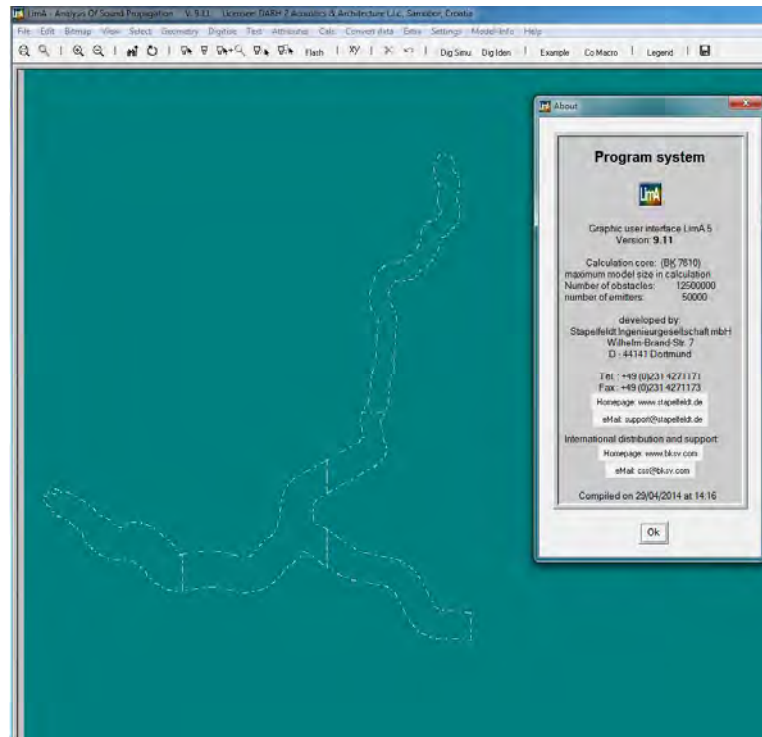 LimA - Analysis Of Sound Propagation V. 9.11 Licensee: DARH 2 Acoustics & Architecture L.l.c, Samobor, Croatia
File Edit Bitmap View Select Geometry Digitise Text Attributes Calc Convert data Extra Settings Model-Info Help
Flash XY Dig Simu Dig Iden Example Co Macro Legend
About
Program system
LimA
Graphic user interface LimA 5
Version: 9.11
Calculation core: (BK 7810)
maximum model size in calculation
Number of obstacles: 12500000
number of emitters: 50000
developed by:
Stapelfeldt Ingenieurgesellschaft mbH
Wilhelm-Brand-Str. 7
D - 44141 Dortmund
Tel. : +49 (0)231 4271171
Fax : +49 (0)231 4271173
Homepage: www.stapelfeldt.de
eMail: support@stapelfeldt.de
International distribution and support:
Homepage: www.bksv.com
eMail: css@bksv.com
Compiled on 29/04/2014 at 14:16
Ok